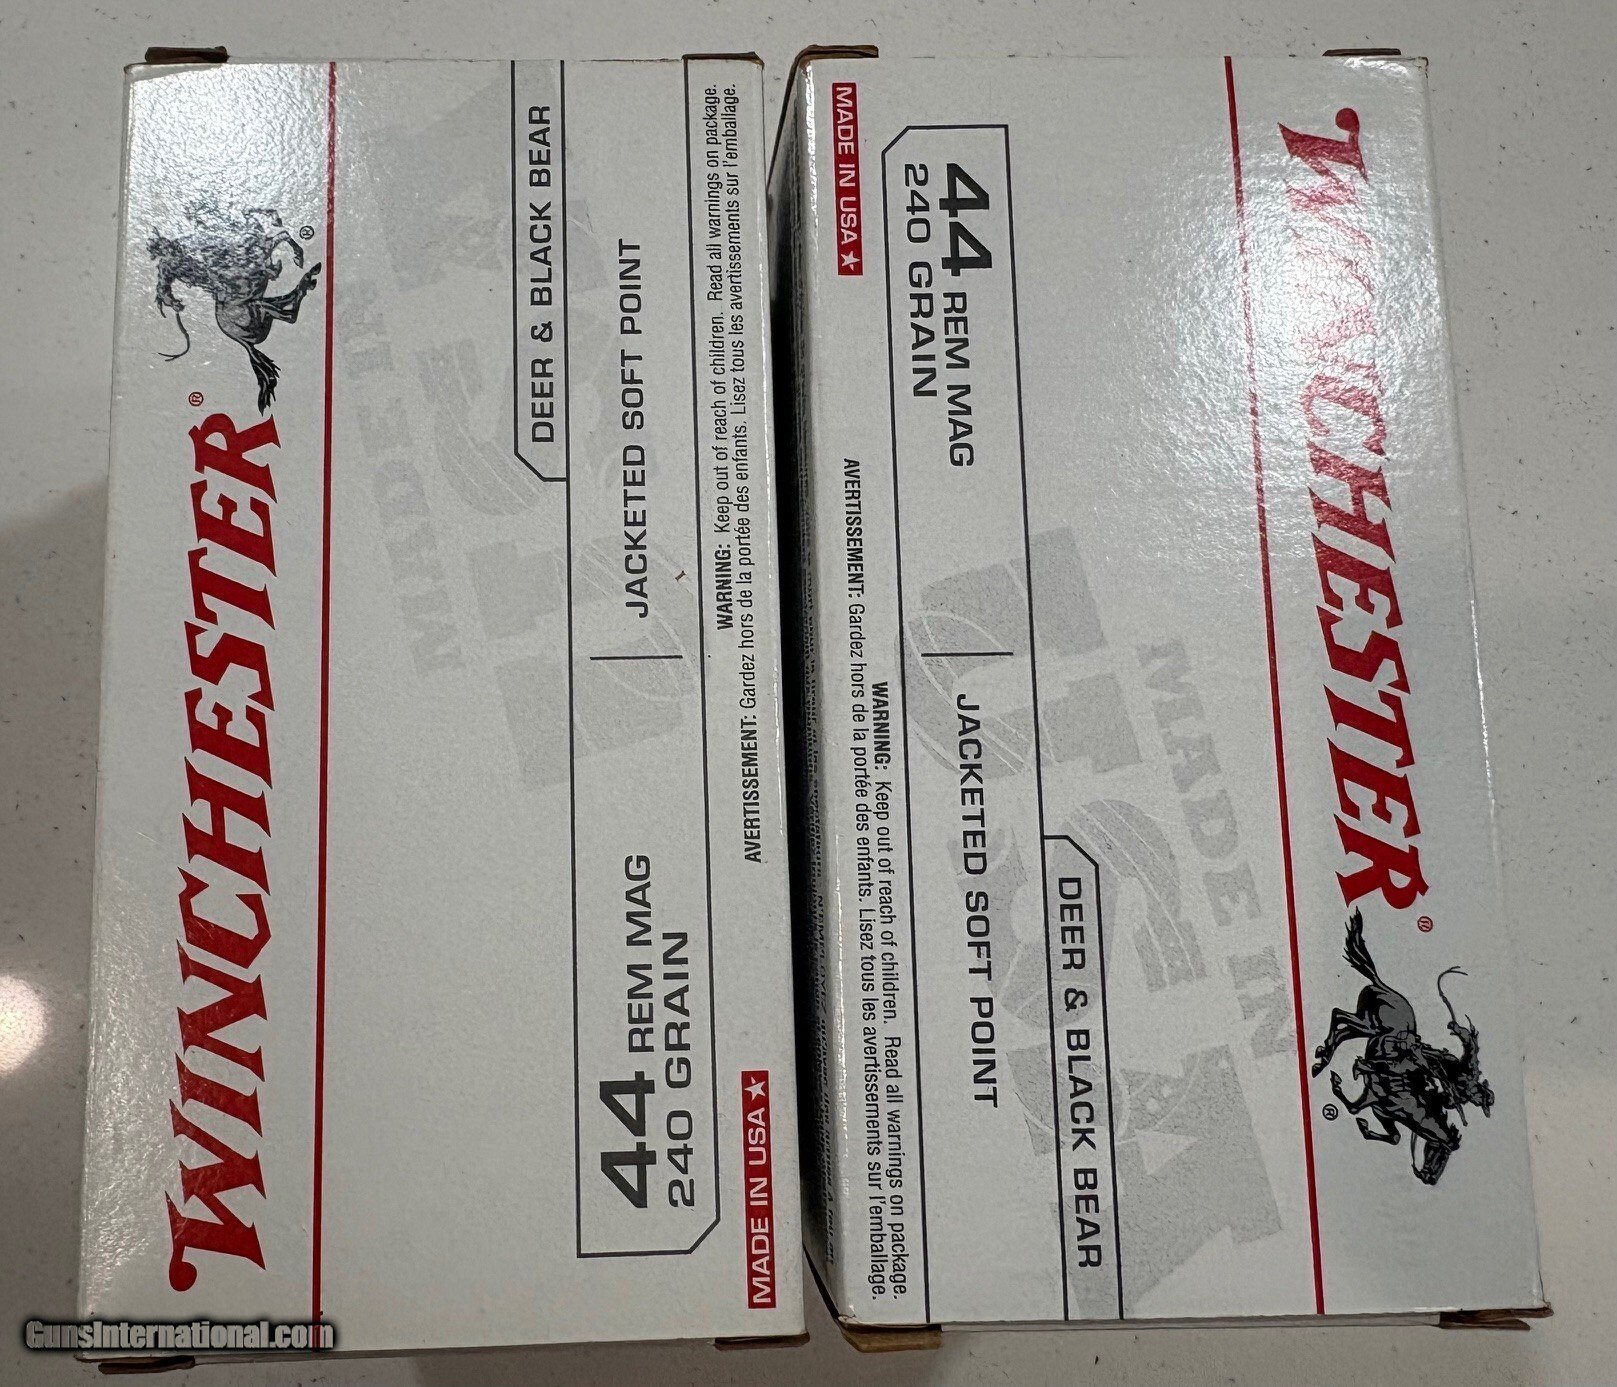 WINCHESTER®
®
DEER & BLACK BEAR
44 REM MAG
240 GRAIN
JACKETED SOFT POINT
WARNING: Keep out of reach of children. Read all warnings on package.
AVERTISSEMENT: Gardez hors de la portée des enfants. Lisez tous les avertissements sur l'emballage.
MADE IN USA
MADE IN USA
WINCHESTER®
®
MADE IN USA
DEER & BLACK BEAR
44 REM MAG
240 GRAIN
JACKETED SOFT POINT
WARNING: Keep out of reach of children. Read all warnings on package.
AVERTISSEMENT: Gardez hors de la portée des enfants. Lisez tous les avertissements sur l'emballage.
MADE IN USA
GunsInternational.com